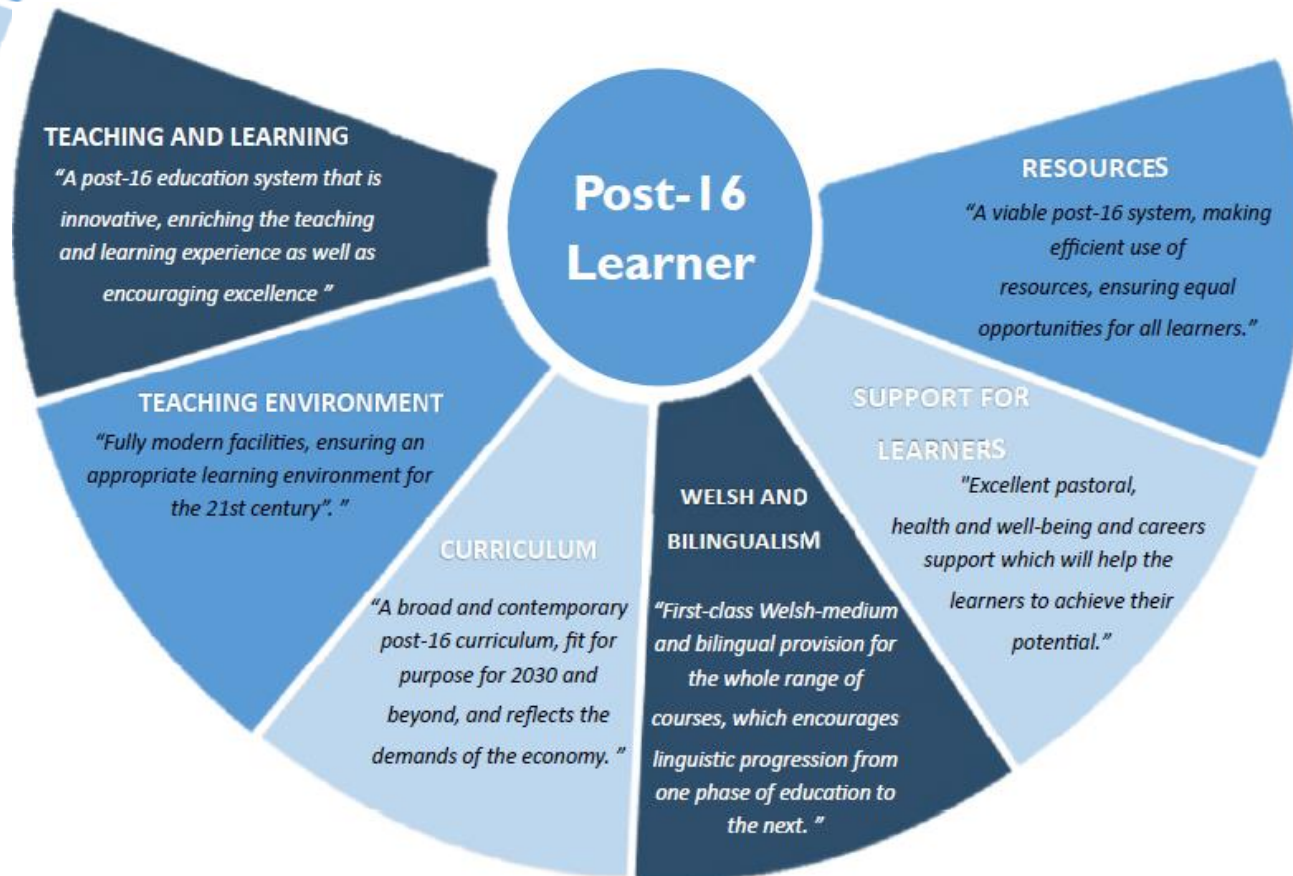 Post-16
Learner
TEACHING AND LEARNING
“A post-16 education system that is
innovative, enriching the teaching
and learning experience as well as
encouraging excellence ”
TEACHING ENVIRONMENT
“Fully modern facilities, ensuring an
appropriate learning environment for
the 21st century”. ”
CURRICULUM
“A broad and contemporary
post-16 curriculum, fit for
purpose for 2030 and
beyond, and reflects the
demands of the economy. ”
WELSH AND
BILINGUALISM
“First-class Welsh-medium
and bilingual provision for
the whole range of
courses, which encourages
linguistic progression from
one phase of education to
the next. ”
SUPPORT FOR
LEARNERS
"Excellent pastoral,
health and well-being and careers
support which will help the
learners to achieve their
potential.”
RESOURCES
“A viable post-16 system, making
efficient use of
resources, ensuring equal
opportunities for all learners.”